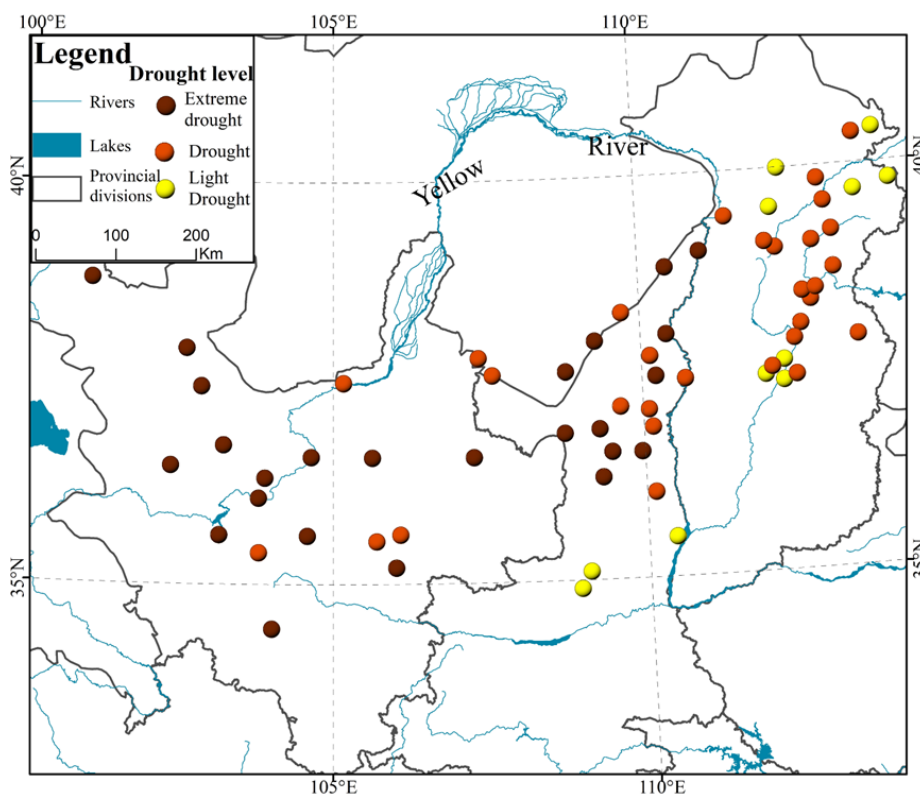 100°E
105°E
110°E
Legend
Drought level
Rivers
Extreme
drought
Lakes
Drought
Provincial
divisions
Light
Drought
0
100
200
Km
River
Yellow
40°N
40°N
35°N
35°N
105°E
110°E